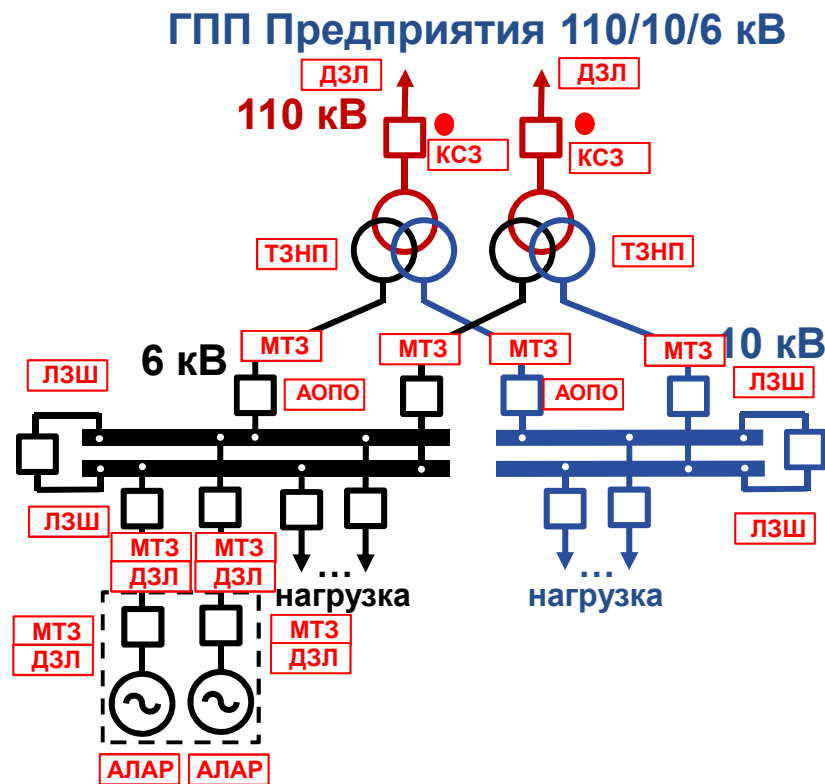 ГПП Предприятия 110/10/6 кВ
ДЗЛ ДЗЛ
110 кВ
КСЗ КСЗ
ТЗНП ТЗНП
МТЗ МТЗ МТЗ МТЗ 10 кВ
6 кВ
ЛЗШ АОПО АОПО ЛЗШ
ЛЗШ ЛЗШ
МТЗ МТЗ
ДЗЛ ДЗЛ
... ...
нагрузка нагрузка
МТЗ МТЗ
ДЗЛ ДЗЛ
АЛАР АЛАР